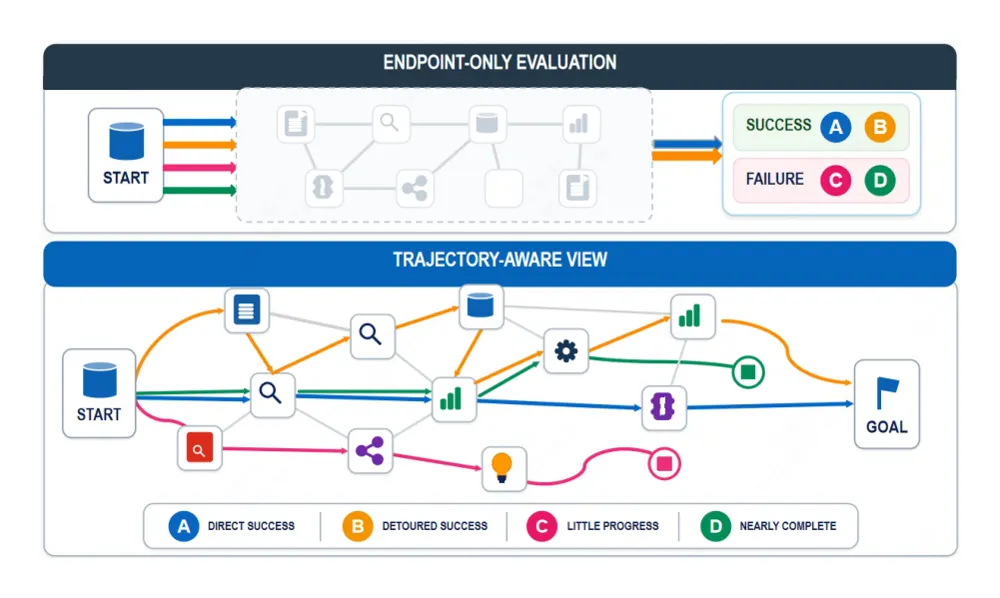 ENDPOINT-ONLY EVALUATION
START
SUCCESS A B
FAILURE C D
TRAJECTORY-AWARE VIEW
START
GOAL
A DIRECT SUCCESS B DETOURED SUCCESS C LITTLE PROGRESS D NEARLY COMPLETE